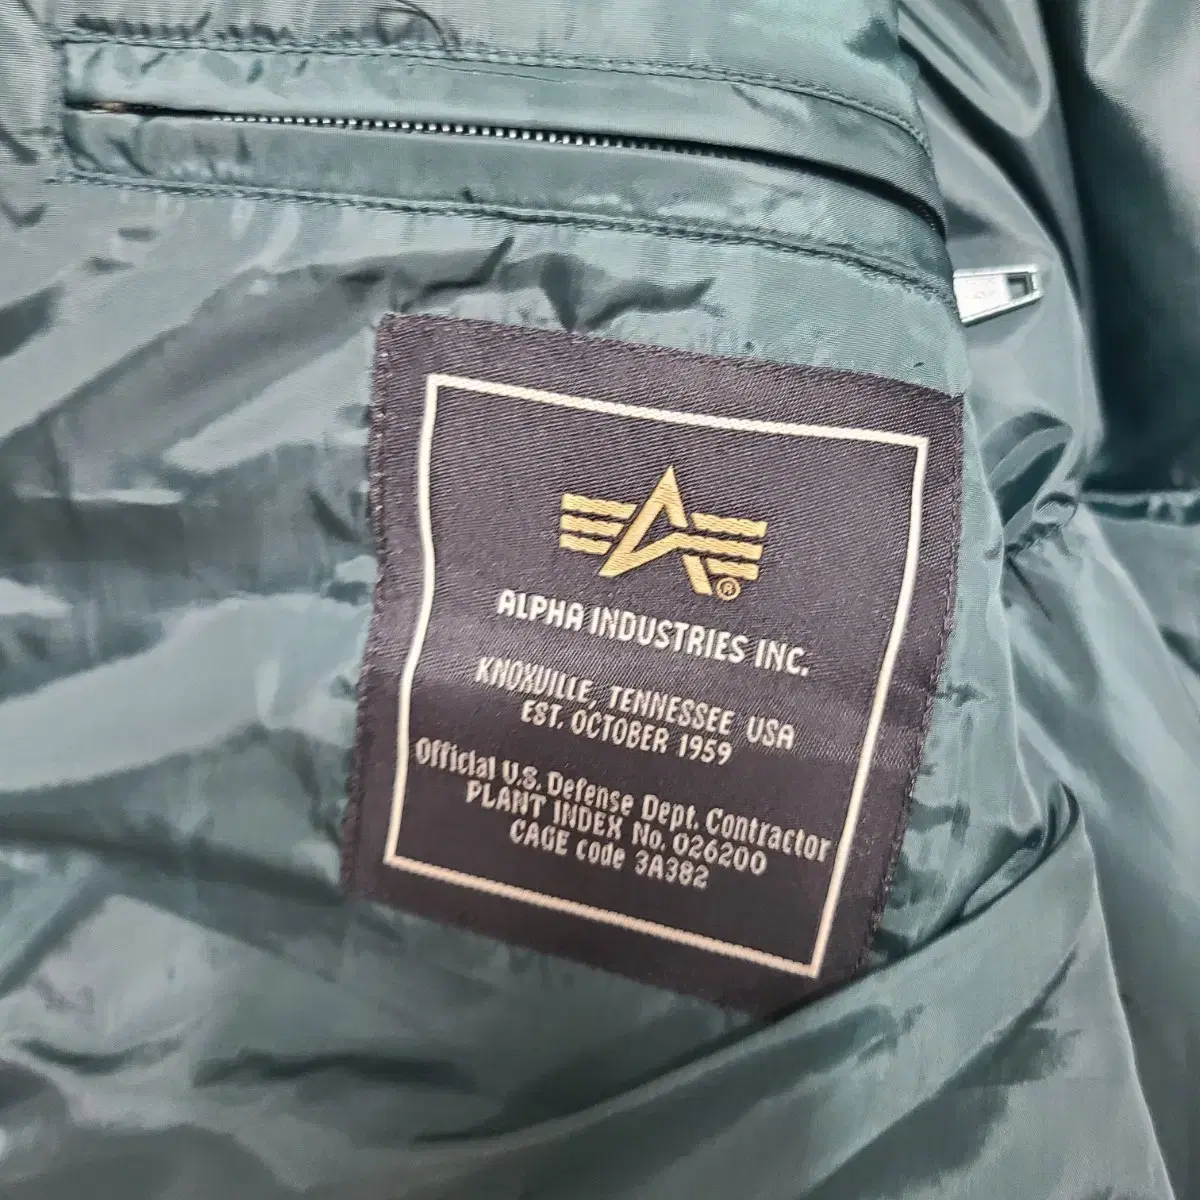 ®
ALPHA INDUSTRIES INC.
KNOXVILLE, TENNESSEE USA
EST. OCTOBER 1959
Official U.S. Defense Dept. Contractor
PLANT INDEX No. 026200
CAGE code 3A382